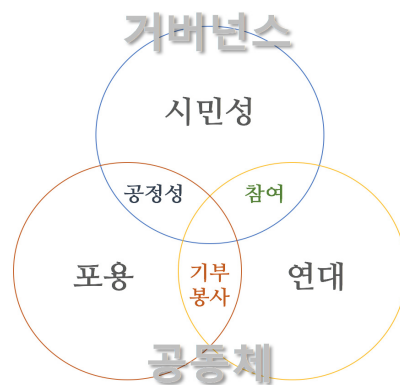 거버넌스
시민성
공정성 참여
포용 기부 연대
봉사
공동체